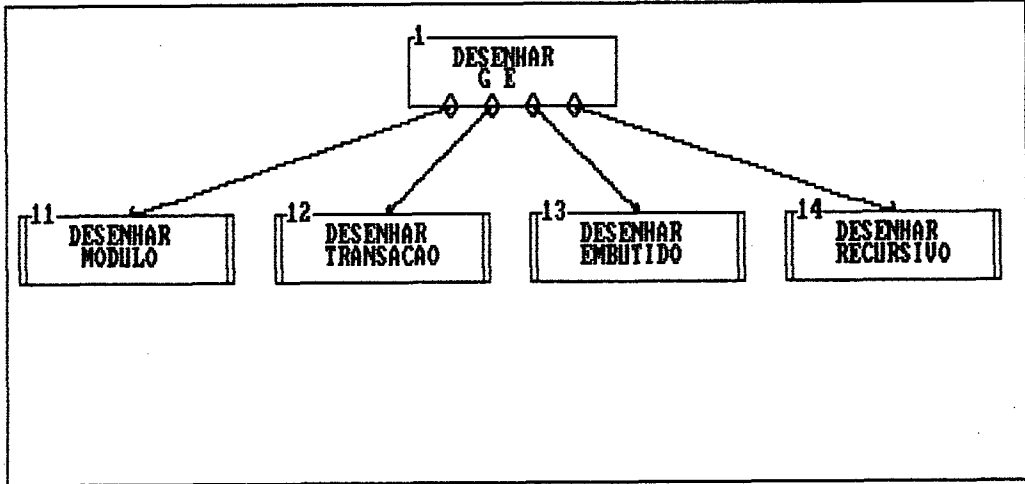 1
DESENHAR
G E
11
DESENHAR
MODULO
12
DESENHAR
TRANSACAO
13
DESENHAR
EMBUTIDO
14
DESENHAR
RECURSIVO